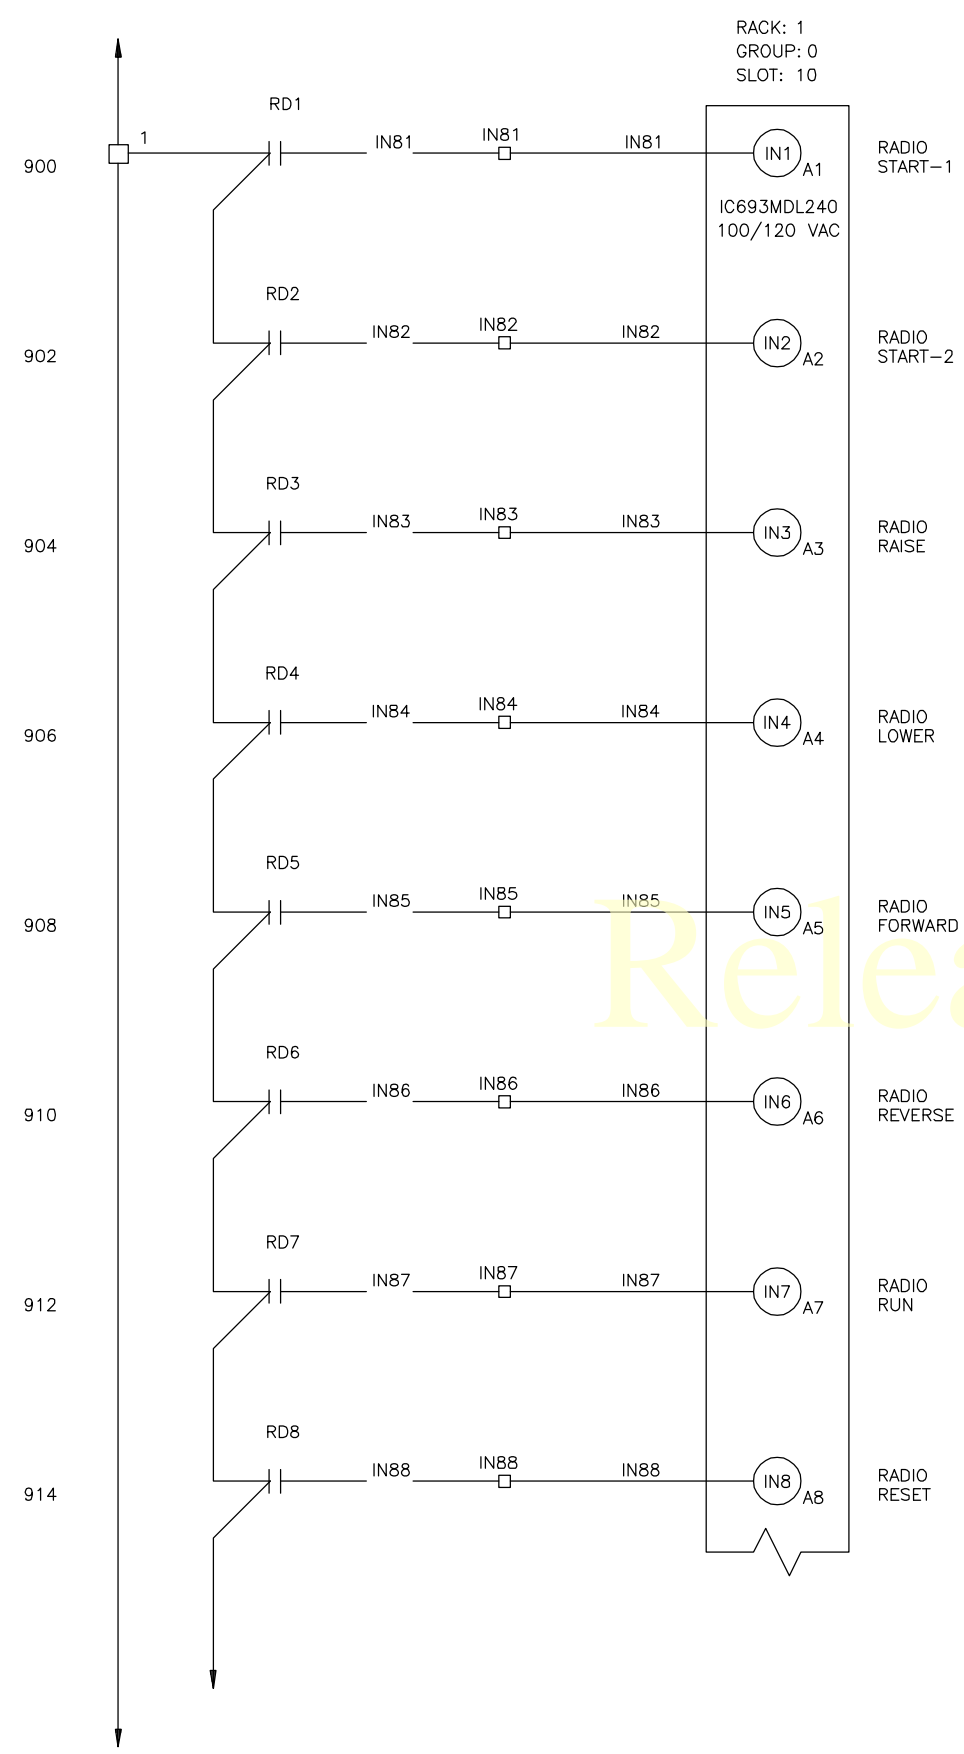 RACK: 1
GROUP: 0
SLOT: 10
RD1
1
IN81
IN81
IN81
IN1
A1
RADIO
START-1
900
IC693MDL240
100/120 VAC
RD2
IN82
IN82
IN82
IN2
A2
RADIO
START-2
902
RD3
IN83
IN83
IN83
IN3
A3
RADIO
RAISE
904
RD4
IN84
IN84
IN84
IN4
A4
RADIO
LOWER
906
RD5
IN85
IN85
IN85
IN5
A5
RADIO
FORWARD
908
Relea
RD6
IN86
IN86
IN86
IN6
A6
RADIO
REVERSE
910
RD7
IN87
IN87
IN87
IN7
A7
RADIO
RUN
912
RD8
IN88
IN88
IN88
IN8
A8
RADIO
RESET
914